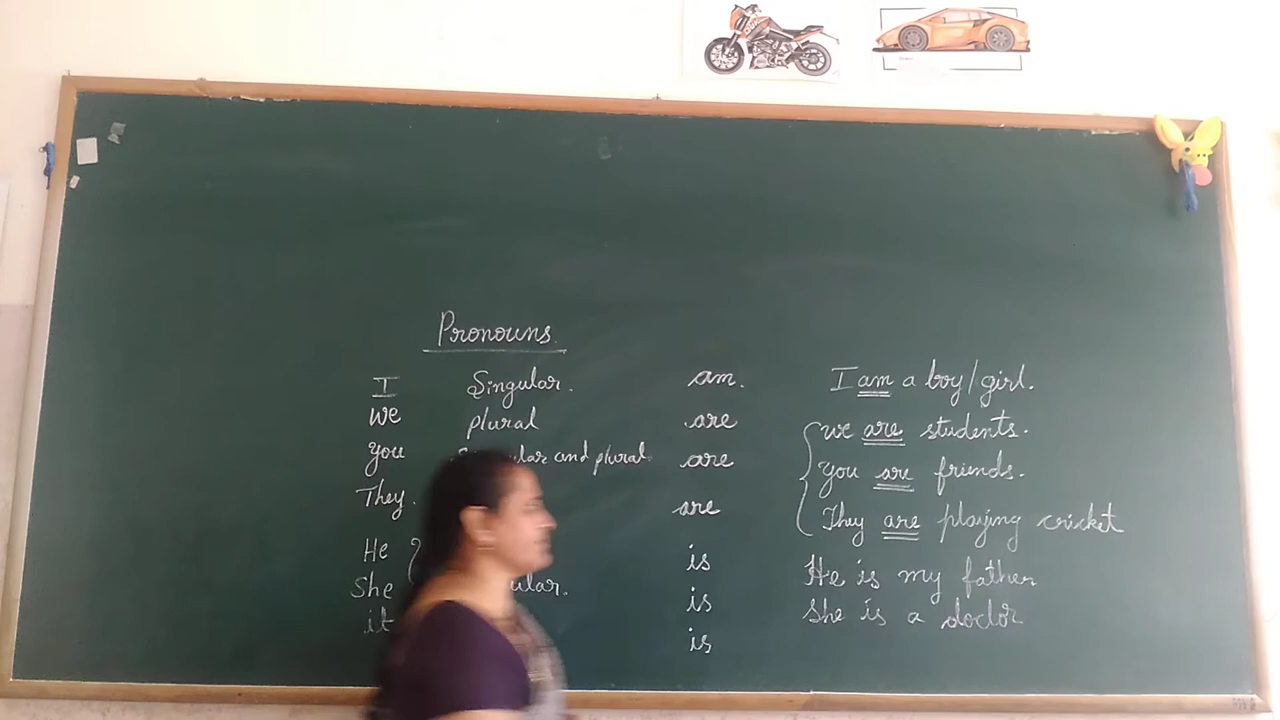 Pronouns.
I Singular. am. I am a boy/girl.
we plural are we are students.
you and plural are you are friends.
They. are They are playing cricket
He is He is my father
She is She is a doctor
it is